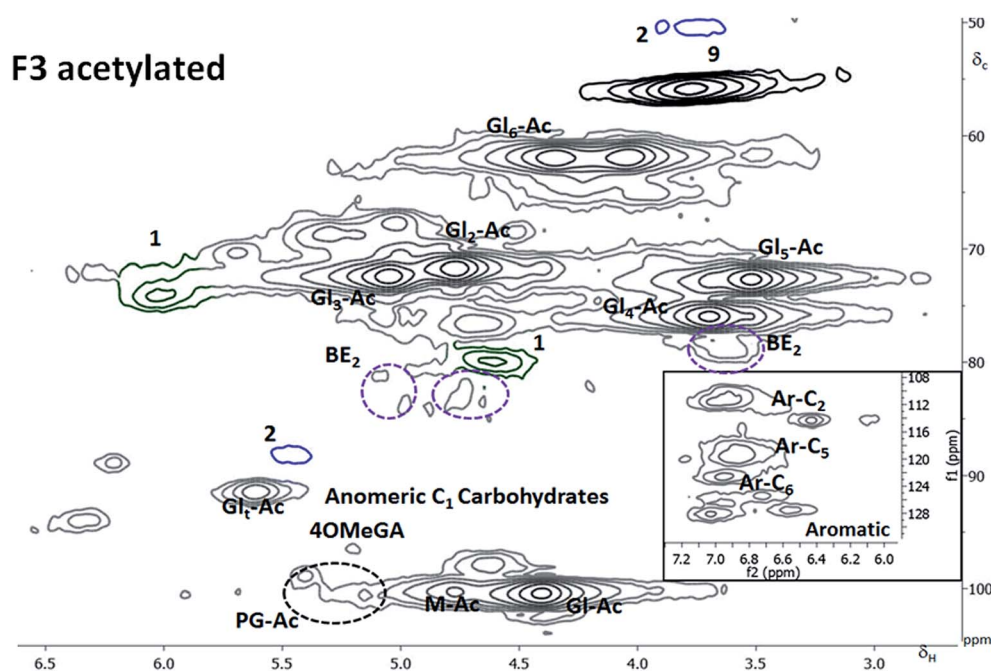 50
2
δc
9
F3 acetylated
Gl6-Ac
60
1
Gl2-Ac
70
Gl5-Ac
Gl3-Ac
Gl4-Ac
1
BE2
BE2
80
108
Ar-C2
112
116
Ar-C5
120
f1 (ppm)
Ar-C6
124
128
Aromatic
7.2 7.0 6.8 6.6 6.4 6.2 6.0
f2 (ppm)
2
90
Glt-Ac
Anomeric C1 Carbohydrates
4OMeGA
100
M-Ac
Gl-Ac
PG-Ac
ppm
6.5 6.0 5.5 5.0 4.5 4.0 3.5 3.0 δH